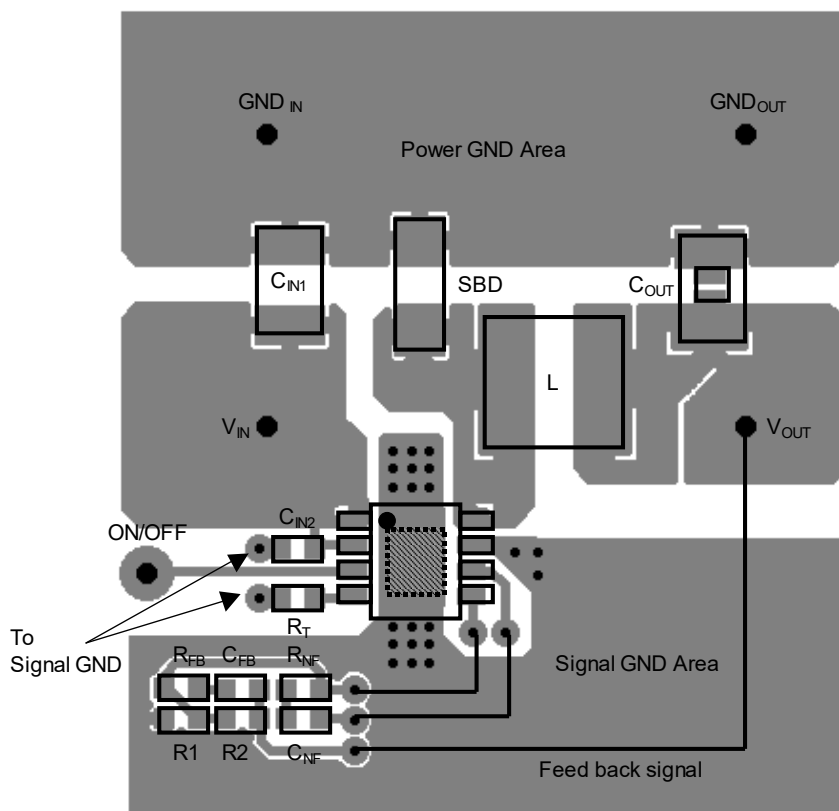 GND IN
GNDOUT
Power GND Area
CIN1
SBD
COUT
L
VIN
VOUT
CIN2
ON/OFF
RT
To
Signal GND
RFB
CFB
RNF
Signal GND Area
R1
R2
CNF
Feed back signal